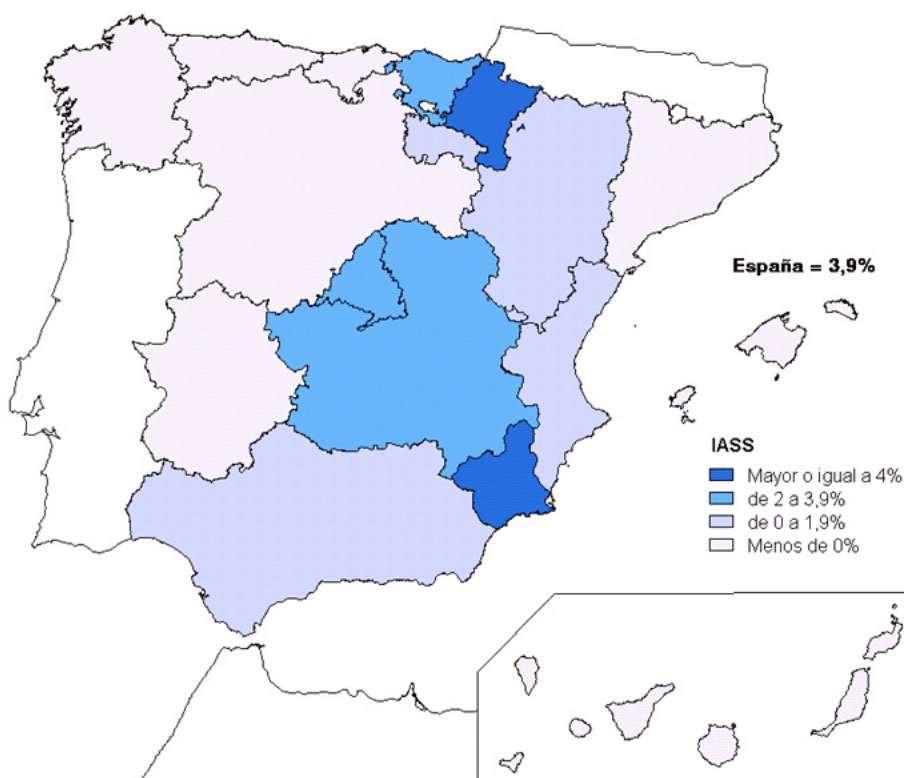 España = 3,9%
IASS
Mayor o igual a 4%
de 2 a 3,9%
de 0 a 1,9%
Menos de 0%